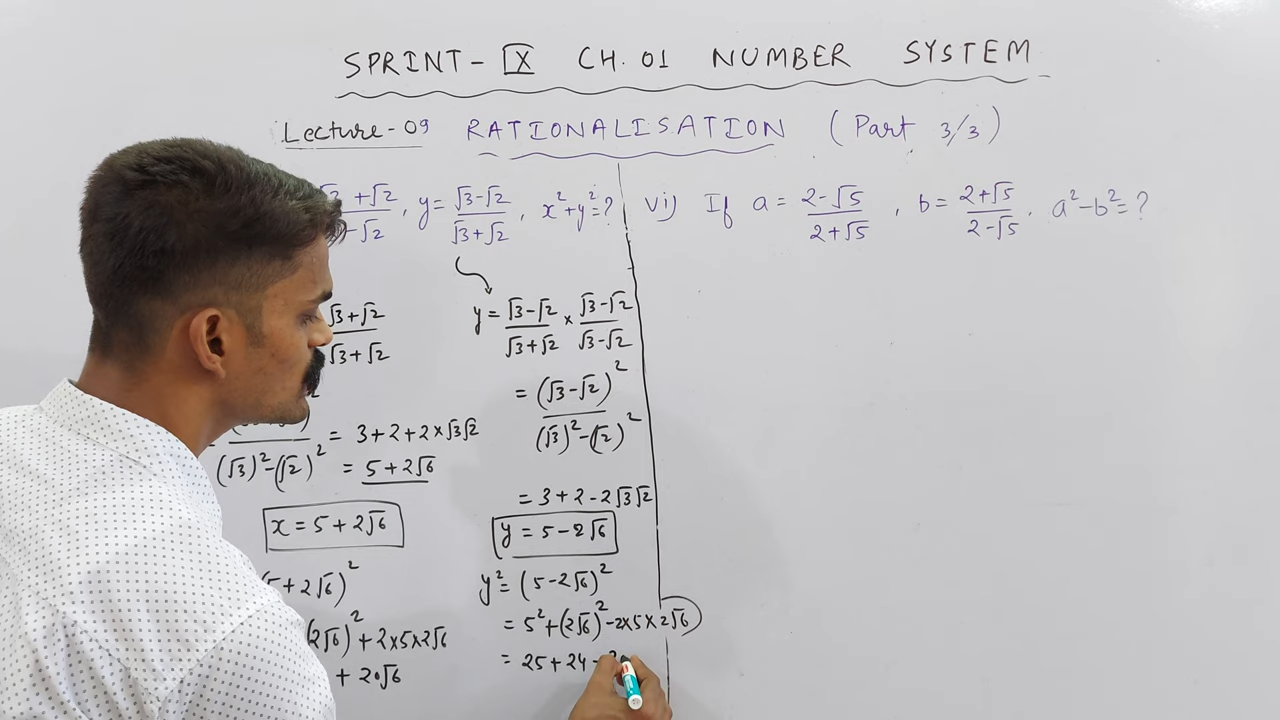 SPRINT-IX CH.01 NUMBER SYSTEM
Lecture-09 RATIONALISATION (Part 3/3)
√3+√2/-√2, y=√3-√2/√3+√2, x²+y²=?
√3+√2/√3+√2
(√3)²-(√2)² = 3+2+2×√3√2
= 5+2√6
x=5+2√6
+2√6)²
2√6)²+2×5×2√6
+20√6
y=√3-√2/√3+√2 × √3-√2/√3-√2
=(√3-√2)²/(√3)²-(√2)²
=3+2-2√3√2
y=5-2√6
y²=(5-2√6)²
=5²+(2√6)²-2×5×2√6
=25+24-2
vi) If a=2-√5/2+√5, b=2+√5/2-√5, a²-b²=?